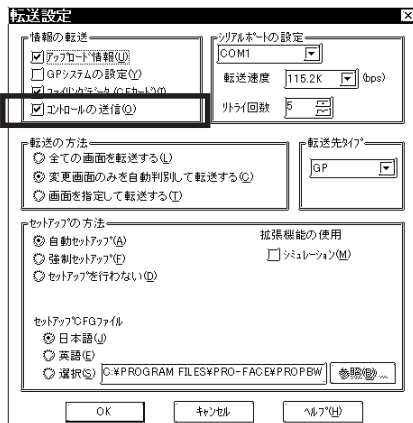 転送設定
情報の転送
アップロード情報(U)
GPシステムの設定(Y)
コントロールの送信(O)
シリアルポートの設定
COM1
転送速度 115.2K (bps)
リトライ回数 5
転送の方法
全ての画面を転送する(L)
変更画面のみを自動判別して転送する(C)
画面を指定して転送する(T)
転送先タイプ
GP
セットアップの方法
自動セットアップ(A)
強制セットアップ(F)
セットアップを行わない(D)
拡張機能の使用
シミュレーション(M)
セットアップCFGファイル
日本語(J)
英語(E)
選択(S) C:¥PROGRAM FILES¥PRO-FACE¥PROPBW
参照(B) ...
OK
キャンセル
ヘルプ(H)